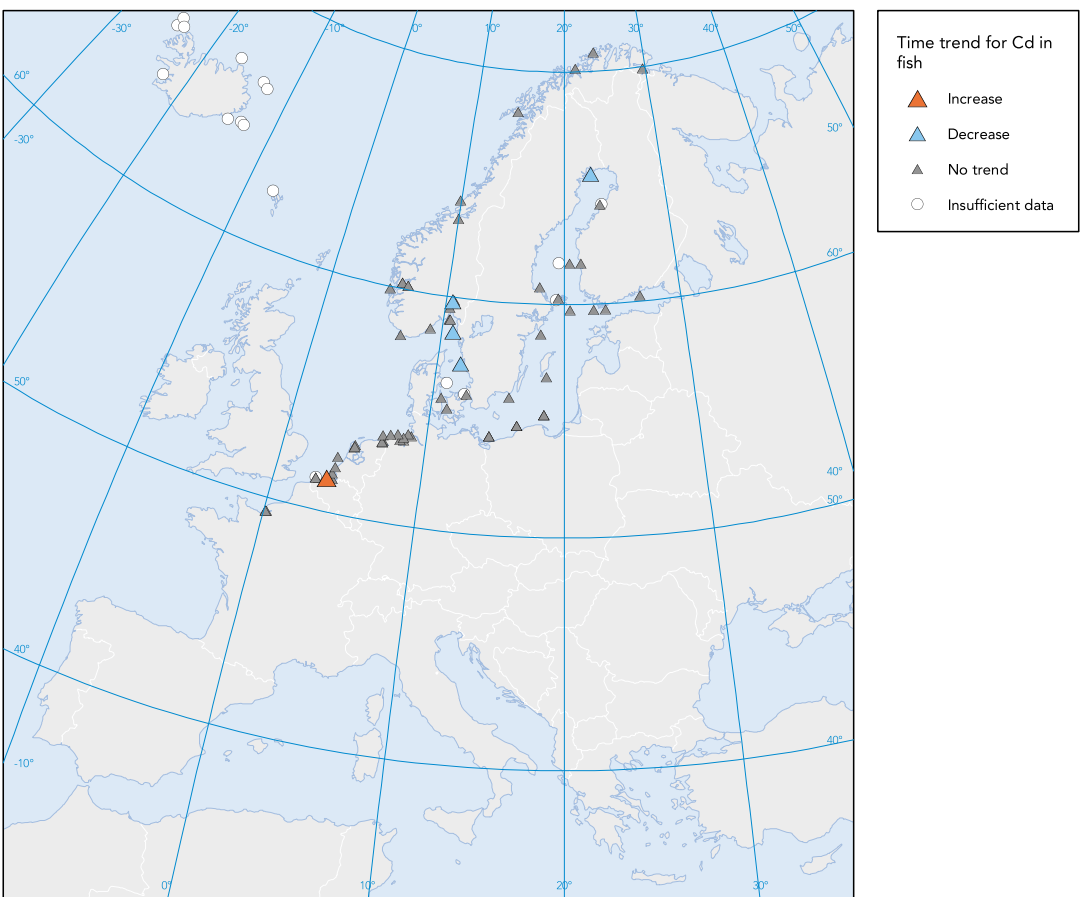 -30° -20° -10° 0° 10° 20° 30° 40° 50°
60°
50°
-30°
60°
50°
40°
50°
40°
40°
-10°
0° 10° 20° 30°
Time trend for Cd in
fish
Increase
Decrease
No trend
Insufficient data